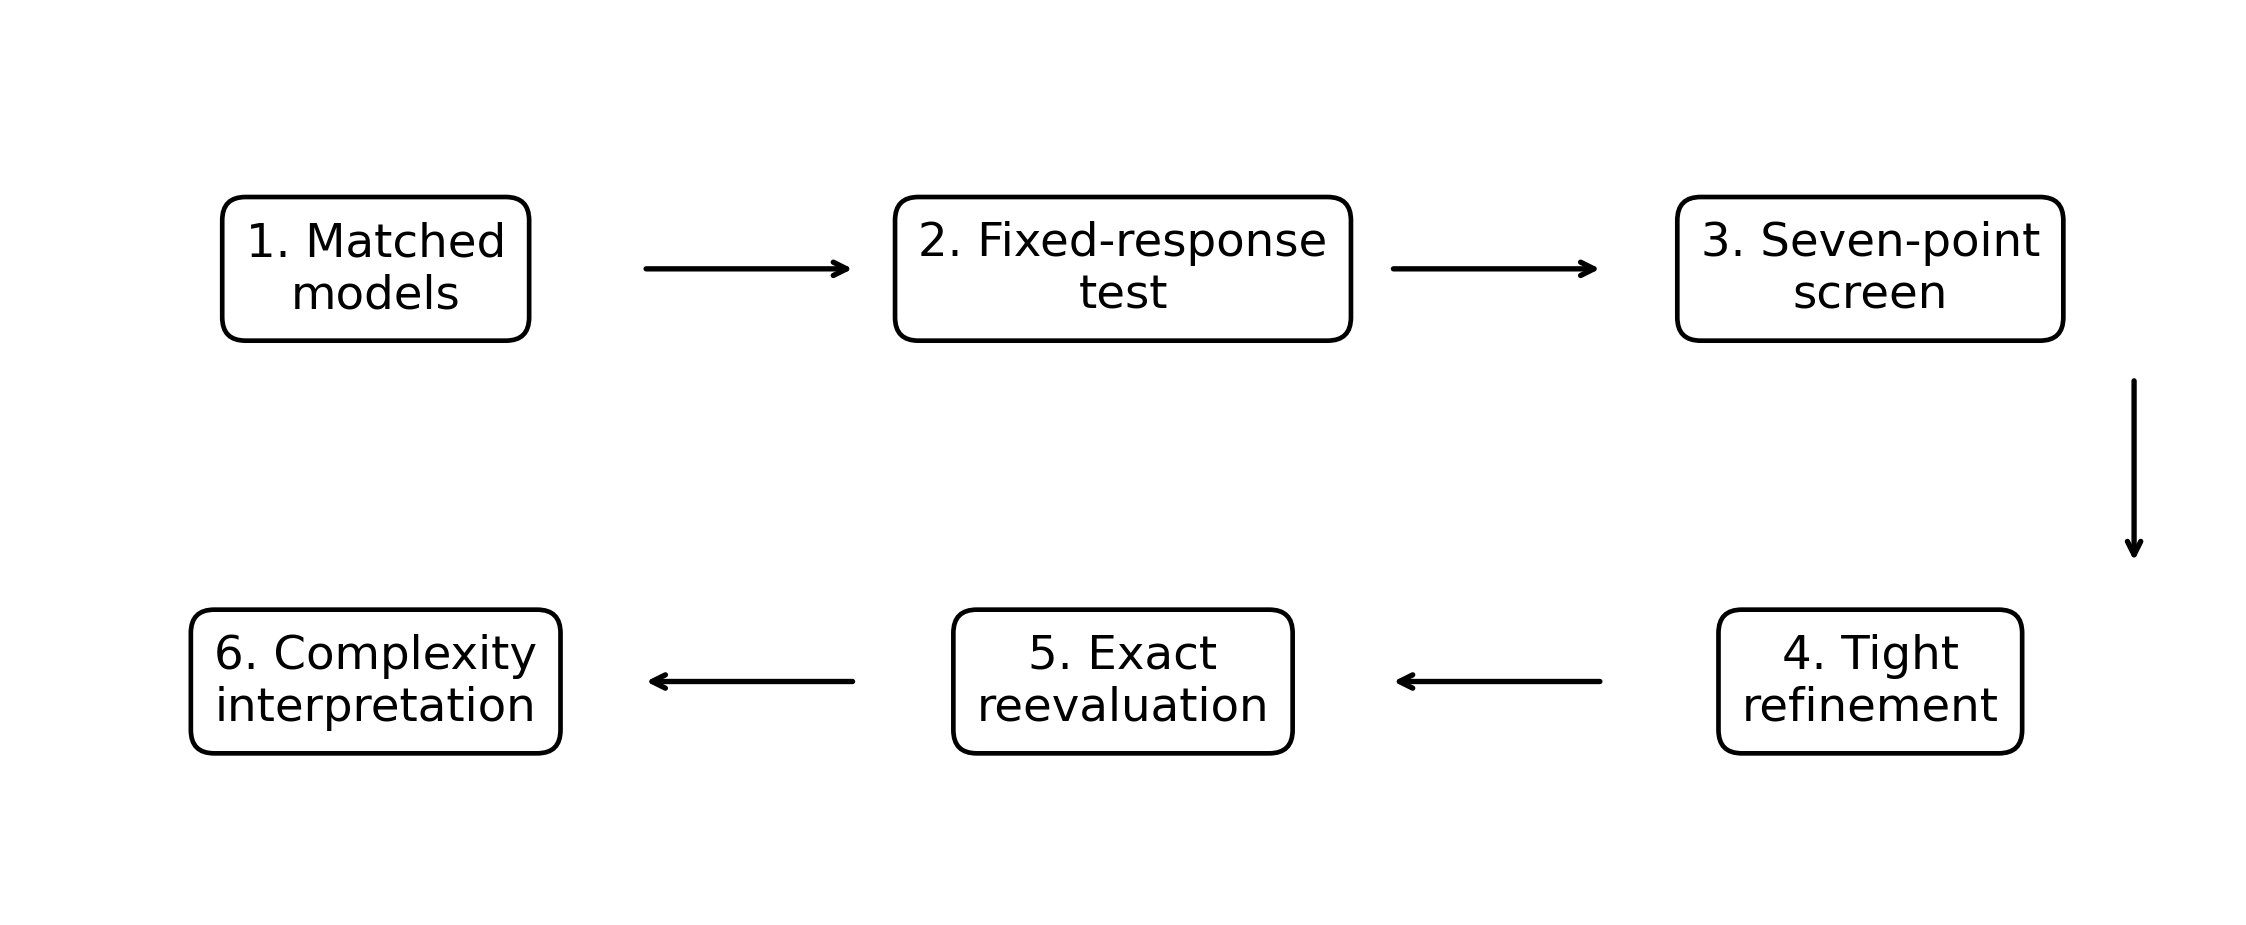 1. Matched
models
2. Fixed-response
test
3. Seven-point
screen
4. Tight
refinement
5. Exact
reevaluation
6. Complexity
interpretation